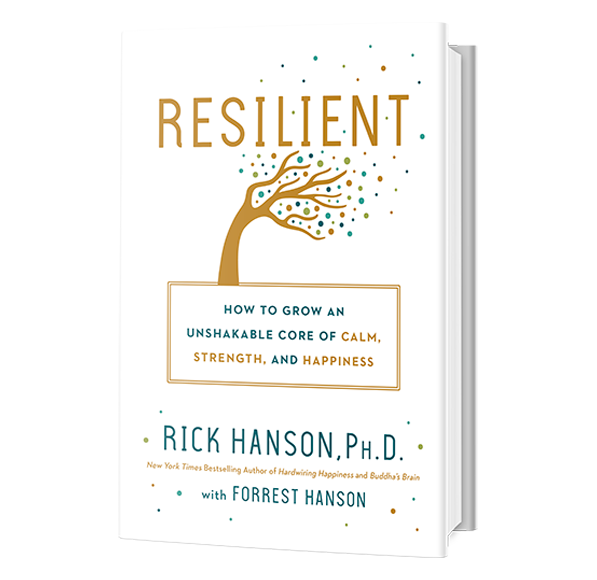 RESILIENT
HOW TO GROW AN
UNSHAKABLE CORE OF CALM,
STRENGTH, AND HAPPINESS
RICK HANSON, PH.D.
New York Times Bestselling Author of Hardwiring Happiness and Buddha's Brain
with FORREST HANSON